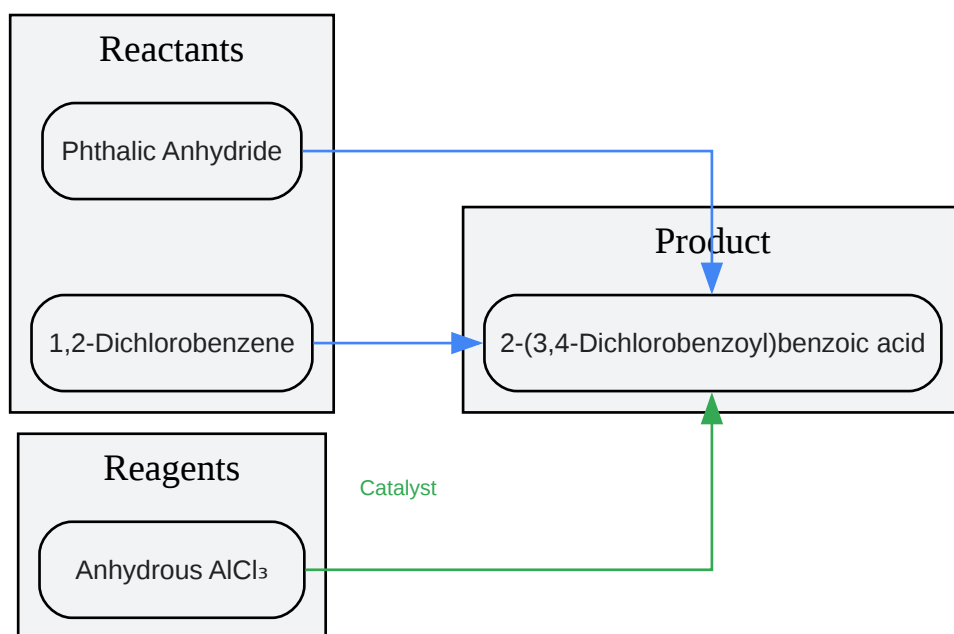 Reactants
Phthalic Anhydride
Product
1,2-Dichlorobenzene
2-(3,4-Dichlorobenzoyl)benzoic acid
Reagents
Catalyst
Anhydrous AlCl₃